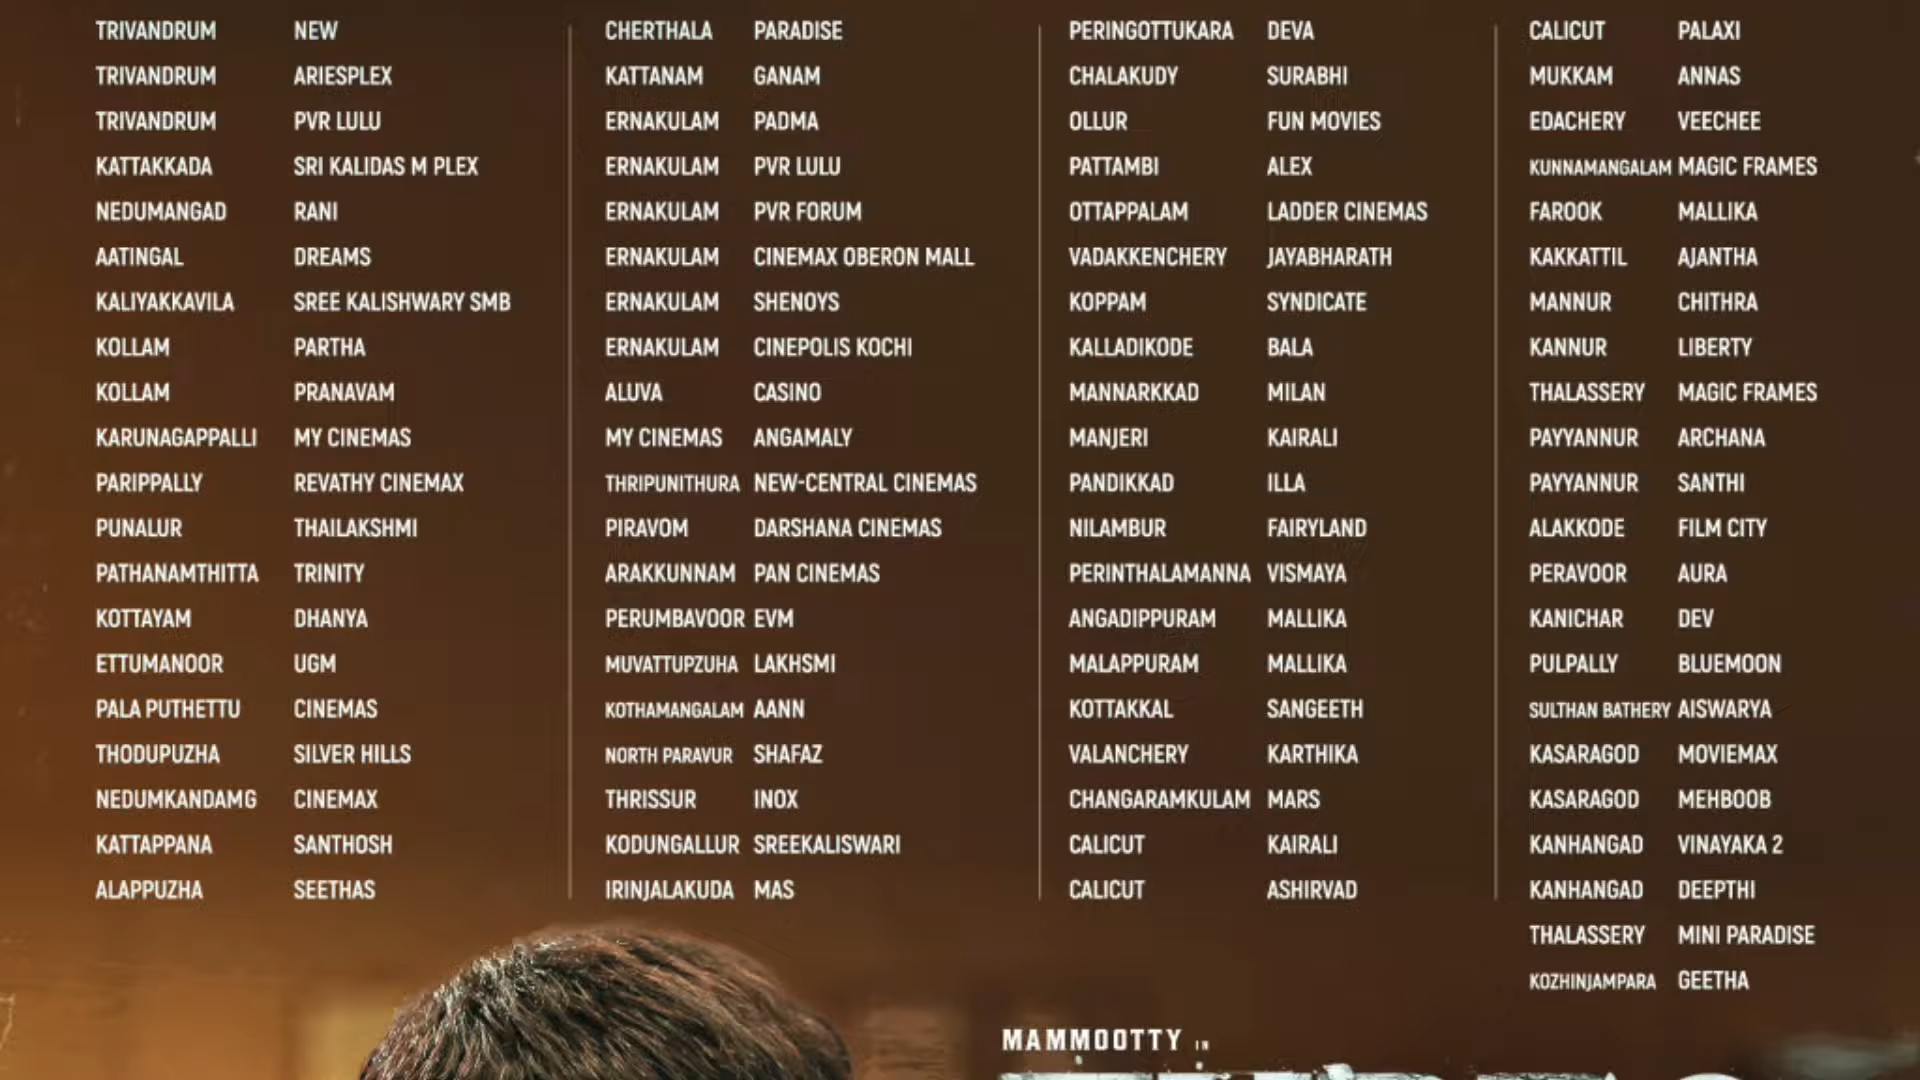 TRIVANDRUM NEW
TRIVANDRUM ARIESPLEX
TRIVANDRUM PVR LULU
KATTAKKADA SRI KALIDAS M PLEX
NEDUMANGAD RANI
AATINGAL DREAMS
KALIYAKKAVILA SREE KALISHWARY SMB
KOLLAM PARTHA
KOLLAM PRANAVAM
KARUNAGAPPALLI MY CINEMAS
PARIPPALLY REVATHY CINEMAX
PUNALUR THAILAKSHMI
PATHANAMTHITTA TRINITY
KOTTAYAM DHANYA
ETTUMANOOR UGM
PALA PUTHETTU CINEMAS
THODUPUZHA SILVER HILLS
NEDUMKANDAMG CINEMAX
KATTAPPANA SANTHOSH
ALAPPUZHA SEETHAS
CHERTHALA PARADISE
KATTANAM GANAM
ERNAKULAM PADMA
ERNAKULAM PVR LULU
ERNAKULAM PVR FORUM
ERNAKULAM CINEMAX OBERON MALL
ERNAKULAM SHENOYS
ERNAKULAM CINEPOLIS KOCHI
ALUVA CASINO
MY CINEMAS ANGAMALY
THRIPUNITHURA NEW-CENTRAL CINEMAS
PIRAVOM DARSHANA CINEMAS
ARAKKUNNAM PAN CINEMAS
PERUMBAVOOR EVM
MUVATTUPZUHA LAKHSMI
KOTHAMANGALAM AANN
NORTH PARAVUR SHAFAZ
THRISSUR INOX
KODUNGALLUR SREEKALISWARI
IRINJALAKUDA MAS
PERINGOTTUKARA DEVA
CHALAKUDY SURABHI
OLLUR FUN MOVIES
PATTAMBI ALEX
OTTAPPALAM LADDER CINEMAS
VADAKKENCHERY JAYABHARATH
KOPPAM SYNDICATE
KALLADIKODE BALA
MANNARKKAD MILAN
MANJERI KAIRALI
PANDIKKAD ILLA
NILAMBUR FAIRYLAND
PERINTHALAMANNA VISMAYA
ANGADIPPURAM MALLIKA
MALAPPURAM MALLIKA
KOTTAKKAL SANGEETH
VALANCHERY KARTHIKA
CHANGARAMKULAM MARS
CALICUT KAIRALI
CALICUT ASHIRVAD
CALICUT PALAXI
MUKKAM ANNAS
EDACHERY VEECHEE
KUNNAMANGALAM MAGIC FRAMES
FAROOK MALLIKA
KAKKATTIL AJANTHA
MANNUR CHITHRA
KANNUR LIBERTY
THALASSERY MAGIC FRAMES
PAYYANNUR ARCHANA
PAYYANNUR SANTHI
ALAKKODE FILM CITY
PERAVOOR AURA
KANICHAR DEV
PULPALLY BLUEMOON
SULTHAN BATHERY AISWARYA
KASARAGOD MOVIEMAX
KASARAGOD MEHBOOB
KANHANGAD VINAYAKA 2
KANHANGAD DEEPTHI
THALASSERY MINI PARADISE
KOZHINJAMPARA GEETHA
MAMMOOTTY IN